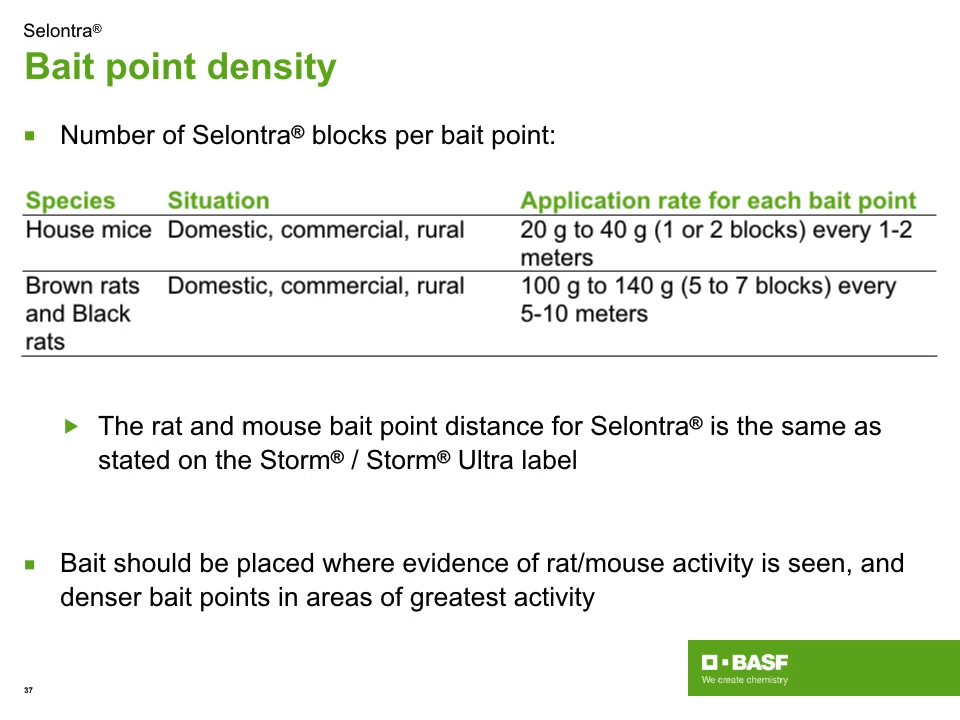 Selontra®
Bait point density
Number of Selontra® blocks per bait point:
Species Situation Application rate for each bait point
House mice Domestic, commercial, rural 20 g to 40 g (1 or 2 blocks) every 1-2
meters
Brown rats Domestic, commercial, rural 100 g to 140 g (5 to 7 blocks) every
and Black 5-10 meters
rats
The rat and mouse bait point distance for Selontra® is the same as
stated on the Storm® / Storm® Ultra label
Bait should be placed where evidence of rat/mouse activity is seen, and
denser bait points in areas of greatest activity
BASF
We create chemistry
37